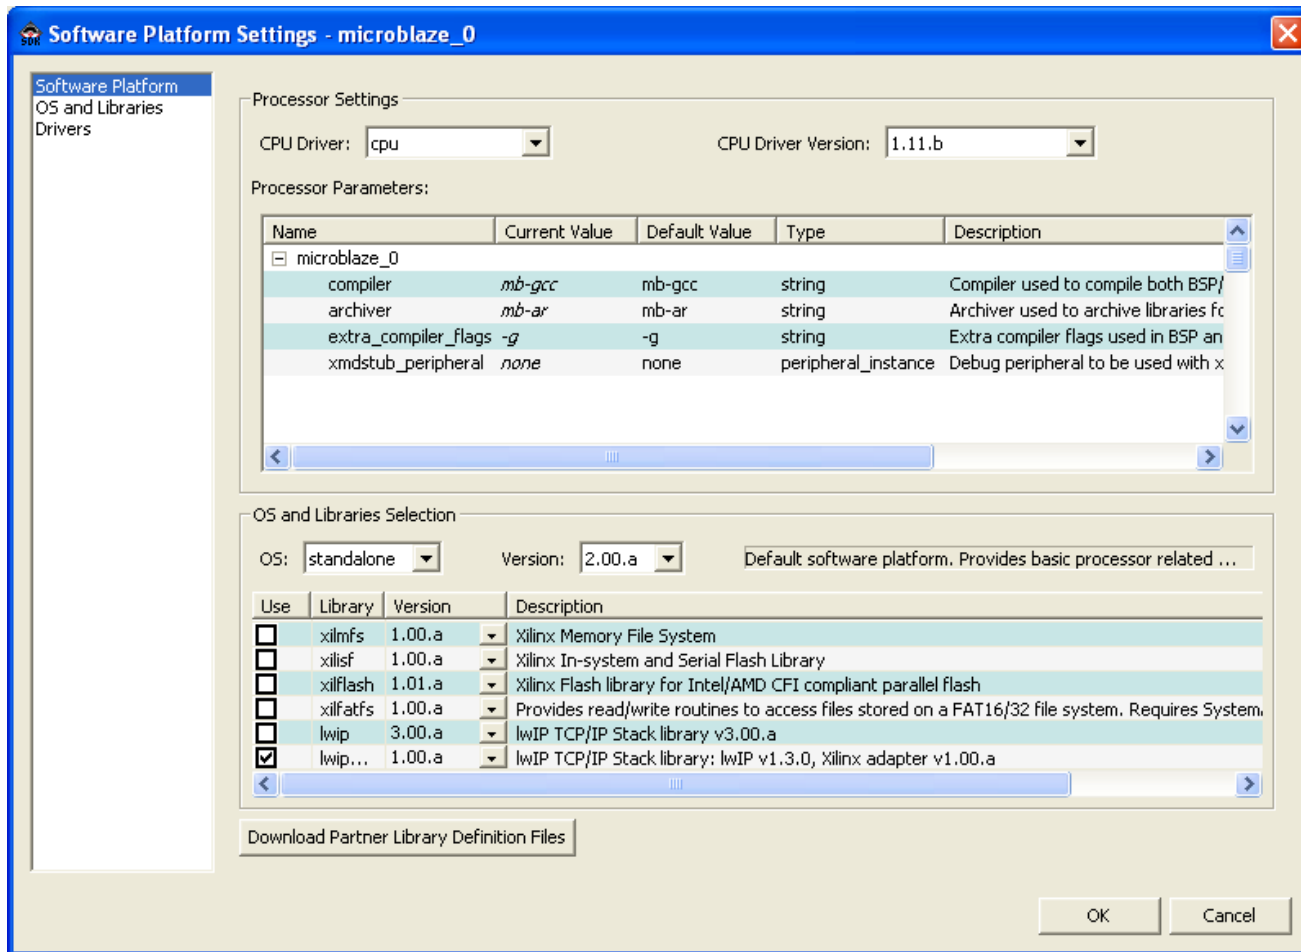 Software Platform Settings - microblaze_0
Software Platform
OS and Libraries
Drivers
Processor Settings
CPU Driver: cpu CPU Driver Version: 1.11.b
Processor Parameters:
Name Current Value Default Value Type Description
microblaze_0
compiler mb-gcc mb-gcc string Compiler used to compile both BSP/
archiver mb-ar mb-ar string Archiver used to archive libraries fo
extra_compiler_flags -g -g string Extra compiler flags used in BSP an
xmdstub_peripheral none none peripheral_instance Debug peripheral to be used with x
OS and Libraries Selection
OS: standalone Version: 2.00.a Default software platform. Provides basic processor related ...
Use Library Version Description
xilmfs 1.00.a Xilinx Memory File System
xilisf 1.00.a Xilinx In-system and Serial Flash Library
xilflash 1.01.a Xilinx Flash library for Intel/AMD CFI compliant parallel flash
xilfatfs 1.00.a Provides read/write routines to access files stored on a FAT16/32 file system. Requires System
lwip 3.00.a lwIP TCP/IP Stack library v3.00.a
lwip... 1.00.a lwIP TCP/IP Stack library: lwIP v1.3.0, Xilinx adapter v1.00.a
Download Partner Library Definition Files
OK Cancel